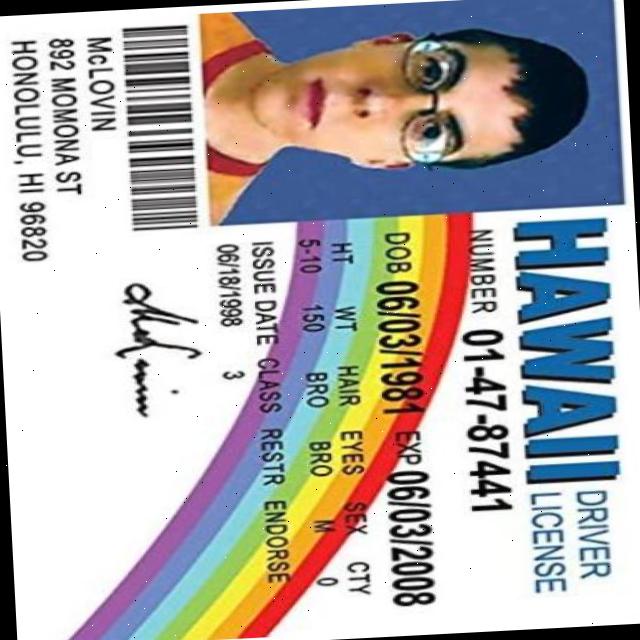 HAWAII DRIVER LICENSE
NUMBER 01-47-87441
DOB 06/03/1981 EXP 06/03/2008
HT WT HAIR EYES SEX CTY
5-10 150 BRO BRO M 0
ISSUE DATE CLASS RESTR ENDORSE
06/18/1998 3
McLOVIN
892 MOMONA ST
HONOLULU, HI 96820